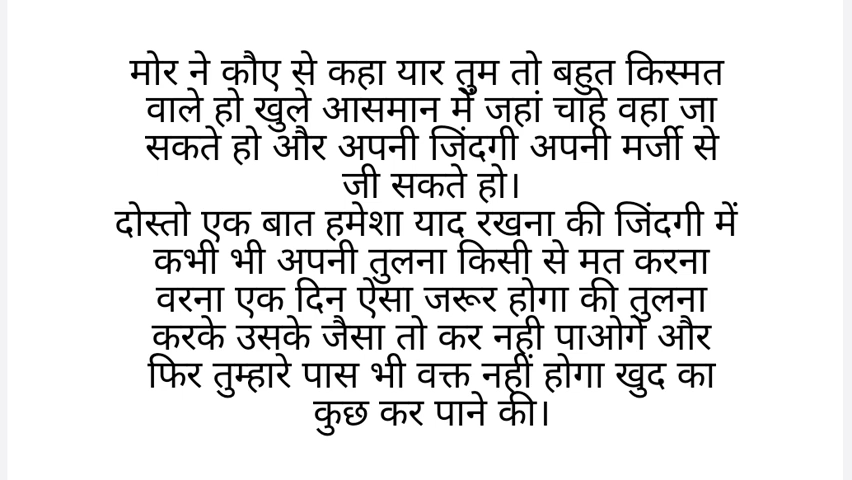 मोर ने कौए से कहा यार तुम तो बहुत किस्मत
वाले हो खुले आसमान में जहां चाहे वहा जा
सकते हो और अपनी जिंदगी अपनी मर्जी से
जी सकते हो।
दोस्तो एक बात हमेशा याद रखना की जिंदगी में
कभी भी अपनी तुलना किसी से मत करना
वरना एक दिन ऐसा जरूर होगा की तुलना
करके उसके जैसा तो कर नही पाओगे और
फिर तुम्हारे पास भी वक्त नहीं होगा खुद का
कुछ कर पाने की।